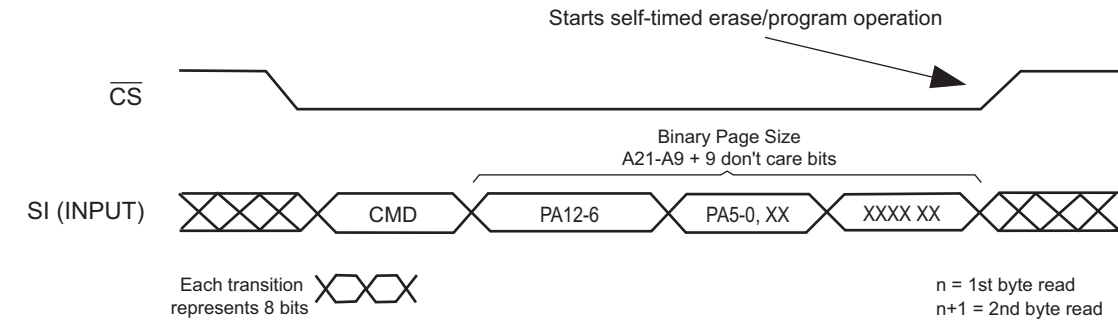 Starts self-timed erase/program operation
CS
Binary Page Size
A21-A9 + 9 don't care bits
SI (INPUT)
CMD
PA12-6
PA5-0, XX
XXXX XX
Each transition
represents 8 bits
n = 1st byte read
n+1 = 2nd byte read